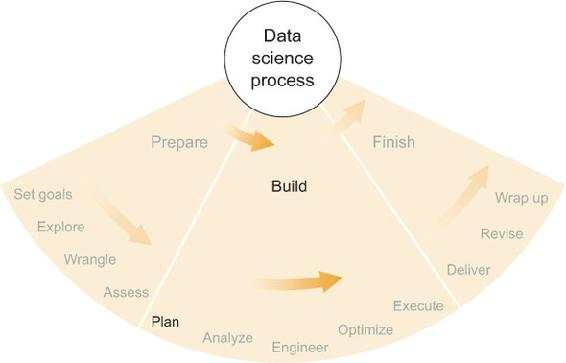 Data
science
process
Prepare
Finish
Build
Set goals
Explore
Wrangle
Assess
Plan
Analyze
Engineer
Optimize
Execute
Deliver
Revise
Wrap up